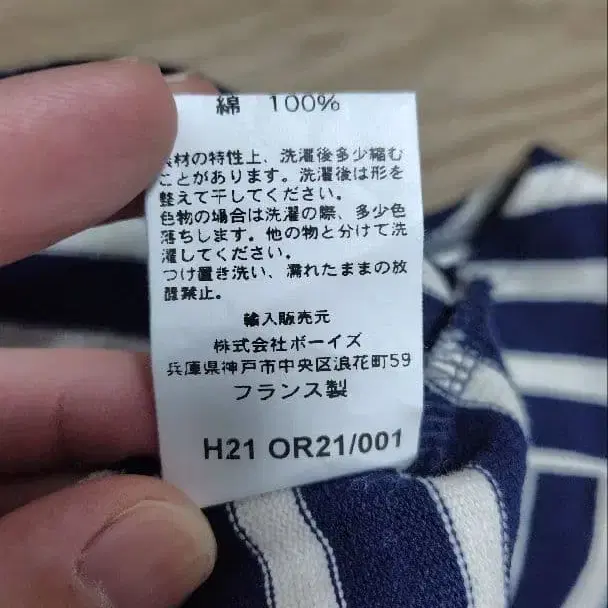 綿 100%
素材の特性上、洗濯後多少縮む
ことがあります。洗濯後は形を
整えて干してください。
色物の場合は洗濯の際、多少色
落ちします。他の物と分けて洗
濯してください。
つけ置き洗い、濡れたままの放
置禁止。
輸入販売元
株式会社ボーイズ
兵庫県神戸市中央区浪花町59
フランス製
H21 OR21/001